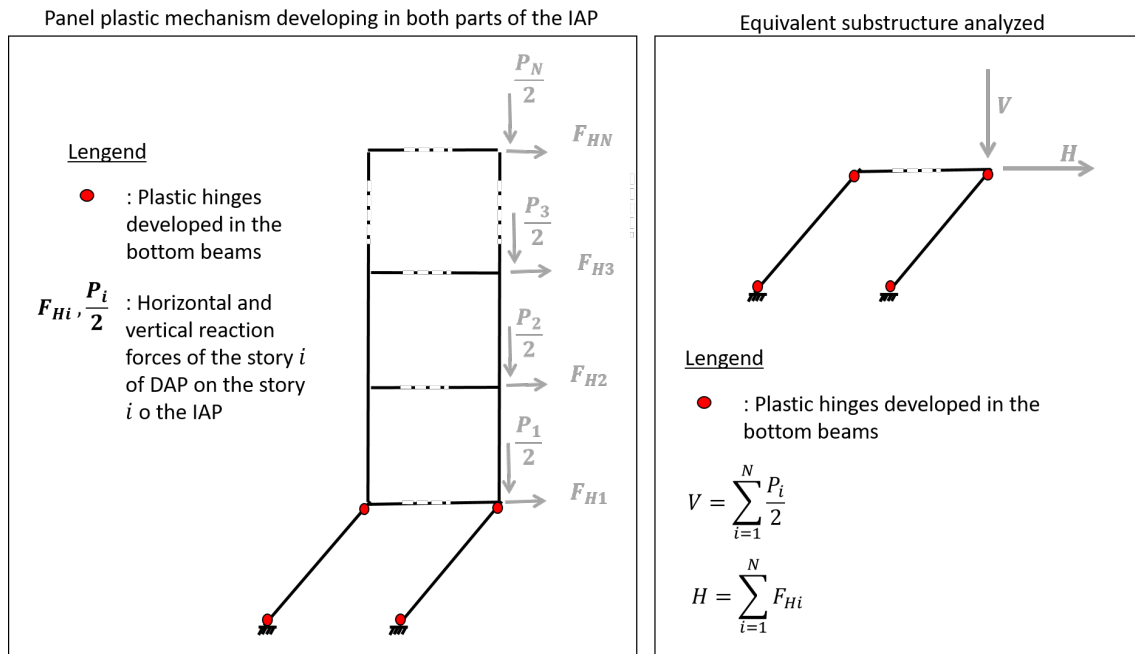 Panel plastic mechanism developing in both parts of the IAP
Equivalent substructure analyzed
P_N/2
F_HN
Lengend
: Plastic hinges
developed in the
bottom beams
P_3/2
F_H3
F_Hi , P_i/2 : Horizontal and
vertical reaction
forces of the story i
of DAP on the story
i o the IAP
P_2/2
F_H2
P_1/2
F_H1
V
H
Lengend
: Plastic hinges developed in the
bottom beams
V = ∑_{i=1}^{N} P_i/2
H = ∑_{i=1}^{N} F_Hi